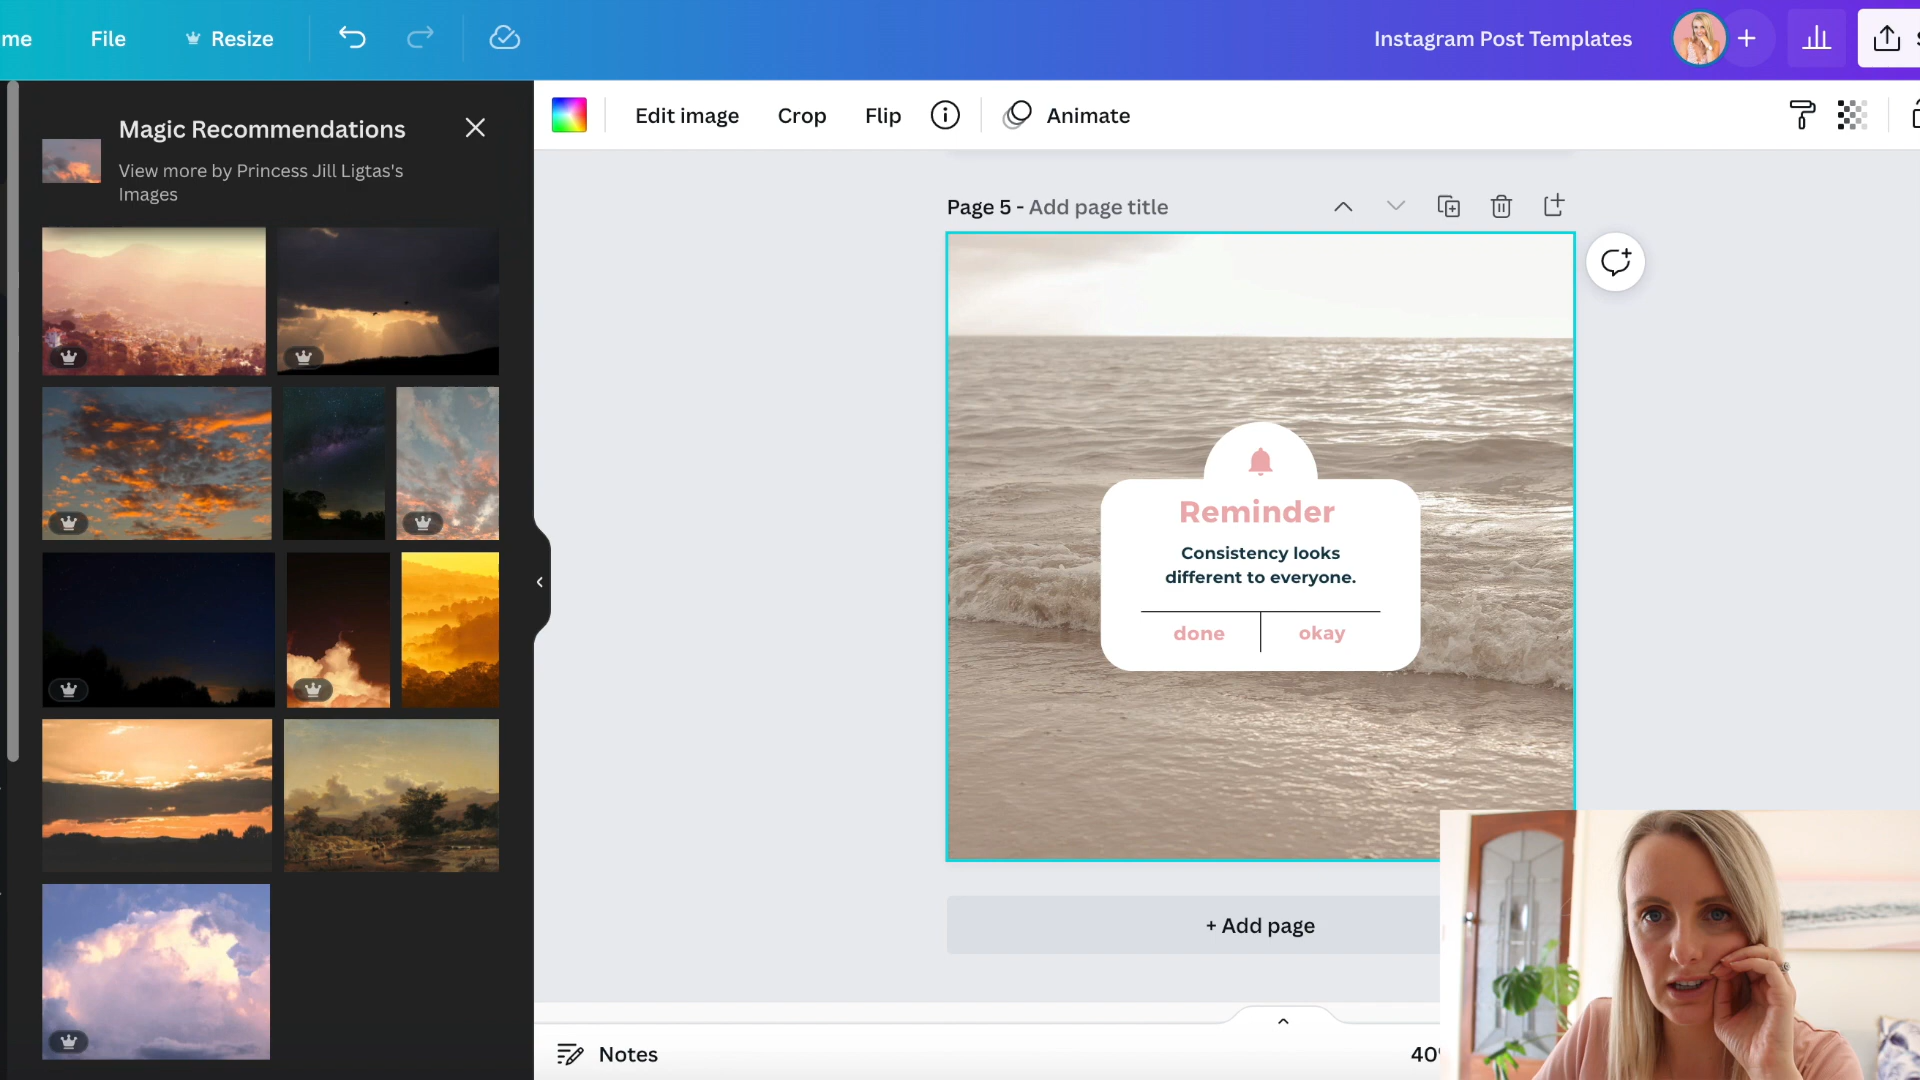 me
File
Resize
Instagram Post Templates
Magic Recommendations
View more by Princess Jill Ligtas's
Images
Edit image
Crop
Flip
Animate
Page 5 - Add page title
Reminder
Consistency looks
different to everyone.
done
okay
+ Add page
Notes
40%